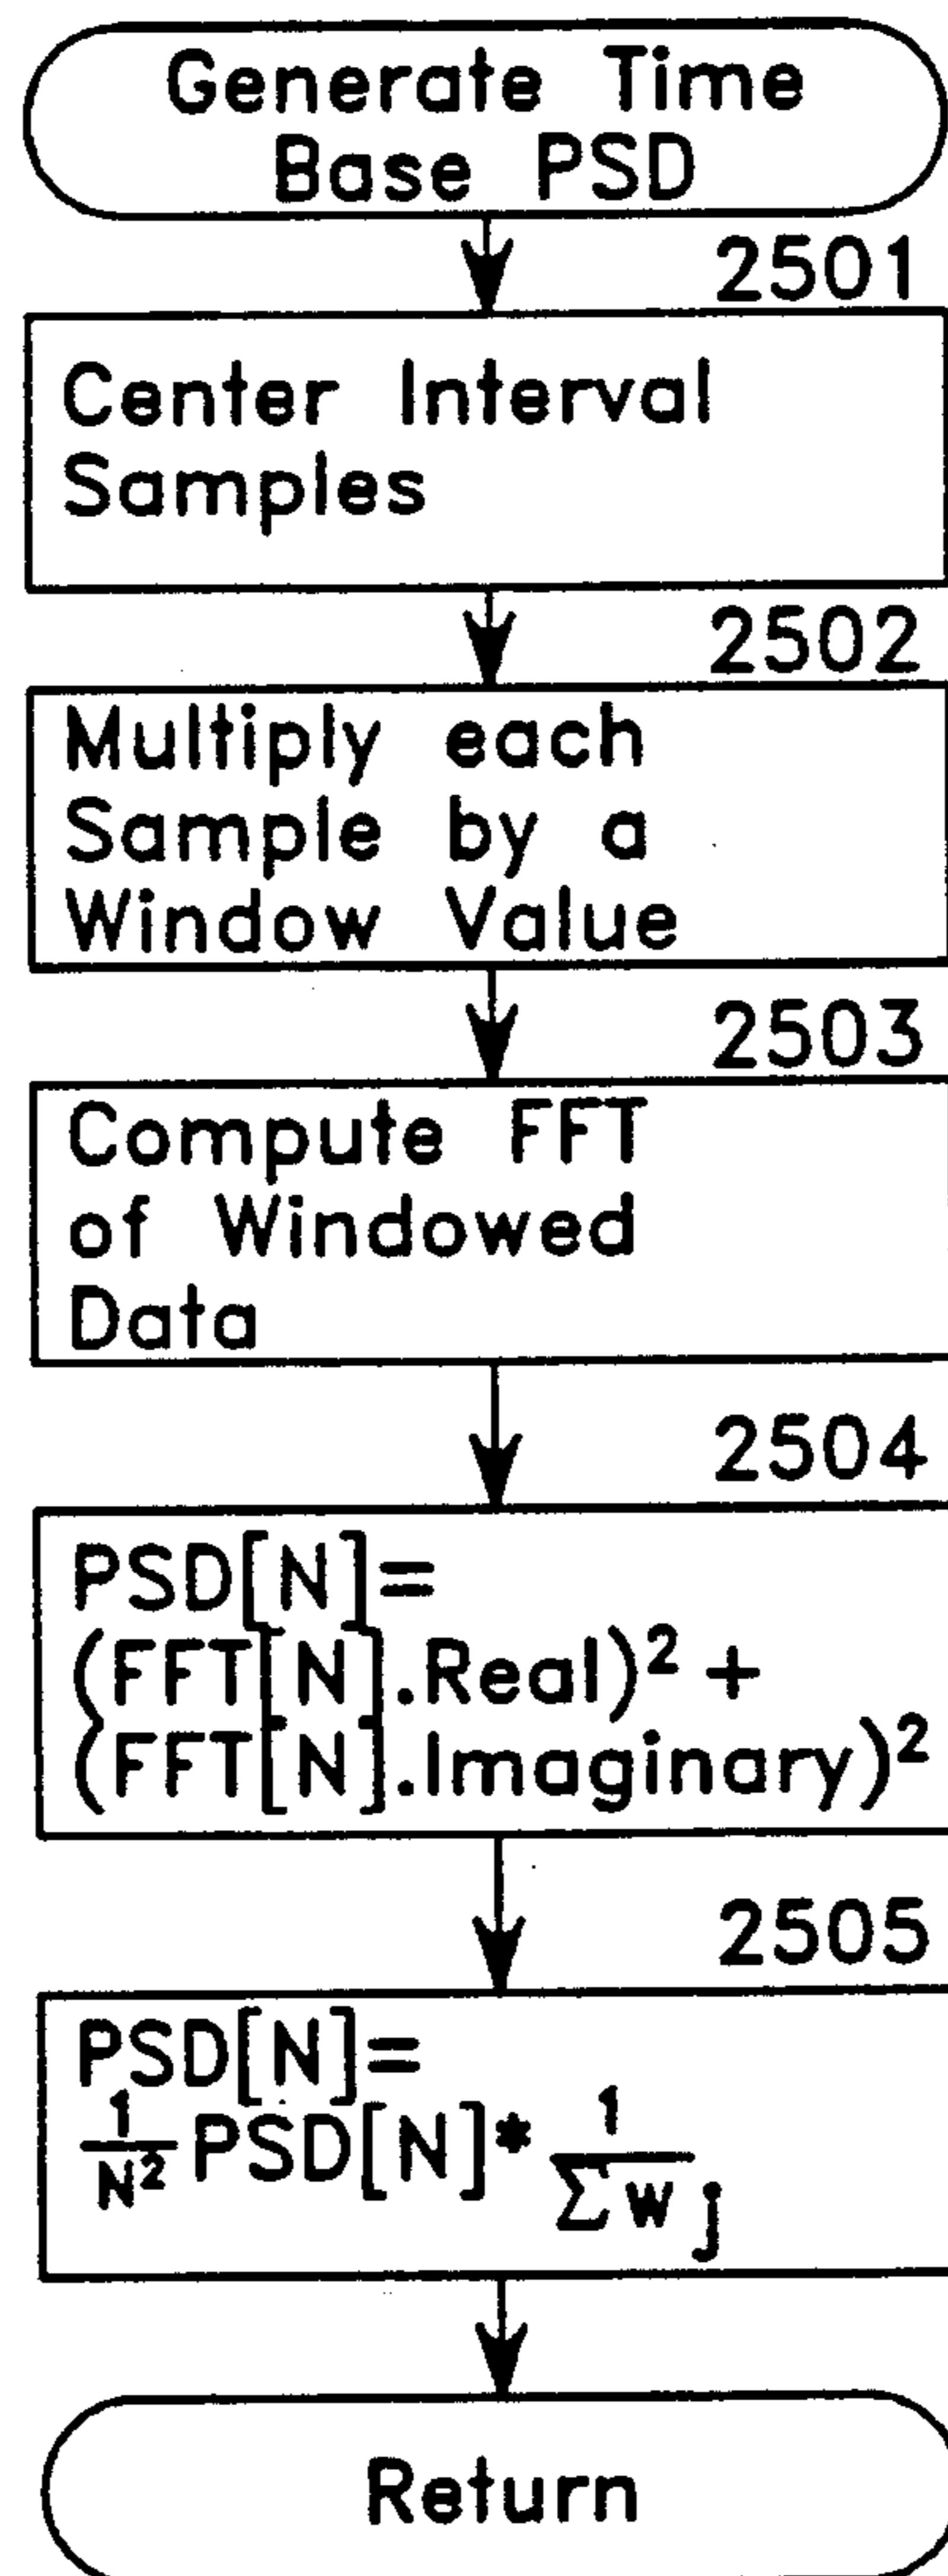 Generate Time
Base PSD
2501
Center Interval
Samples
2502
Multiply each
Sample by a
Window Value
2503
Compute FFT
of Windowed
Data
2504
PSD[N]=
(FFT[N].Real)² +
(FFT[N].Imaginary)²
2505
PSD[N]=
1/N² PSD[N]* 1/Σw j
Return